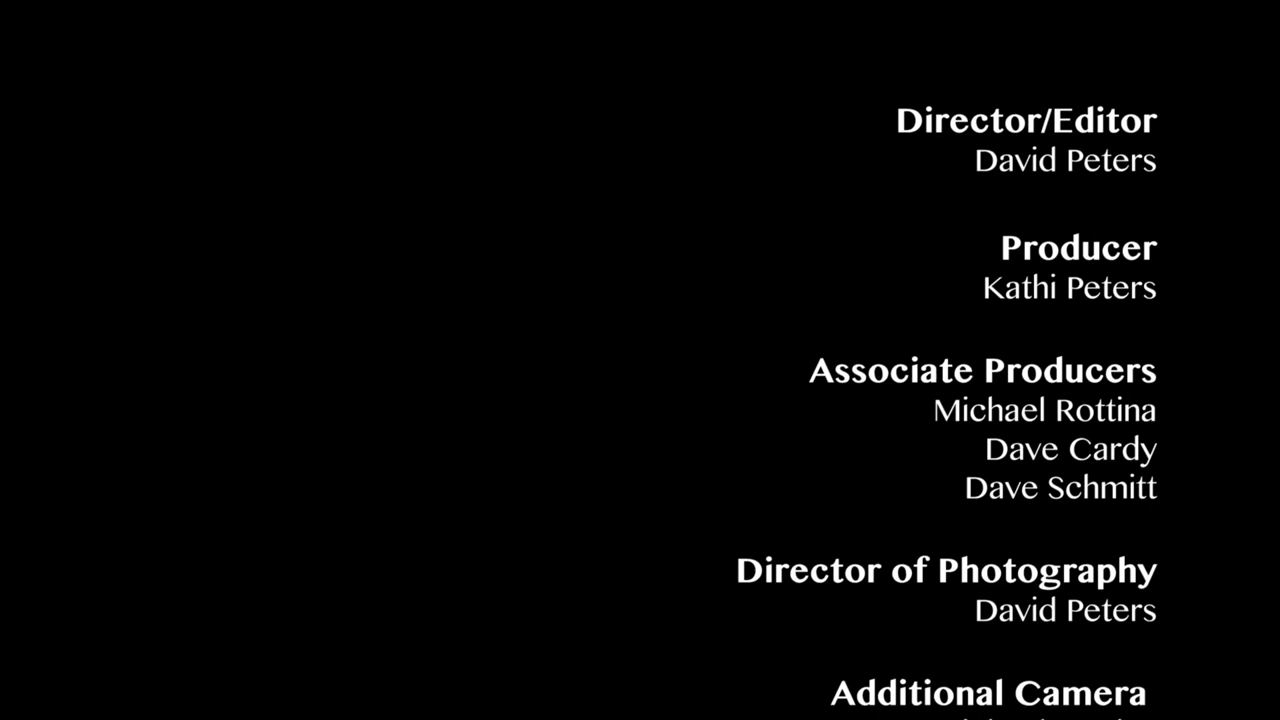 Director/Editor
David Peters
Producer
Kathi Peters
Associate Producers
Michael Rottina
Dave Cardy
Dave Schmitt
Director of Photography
David Peters
Additional Camera